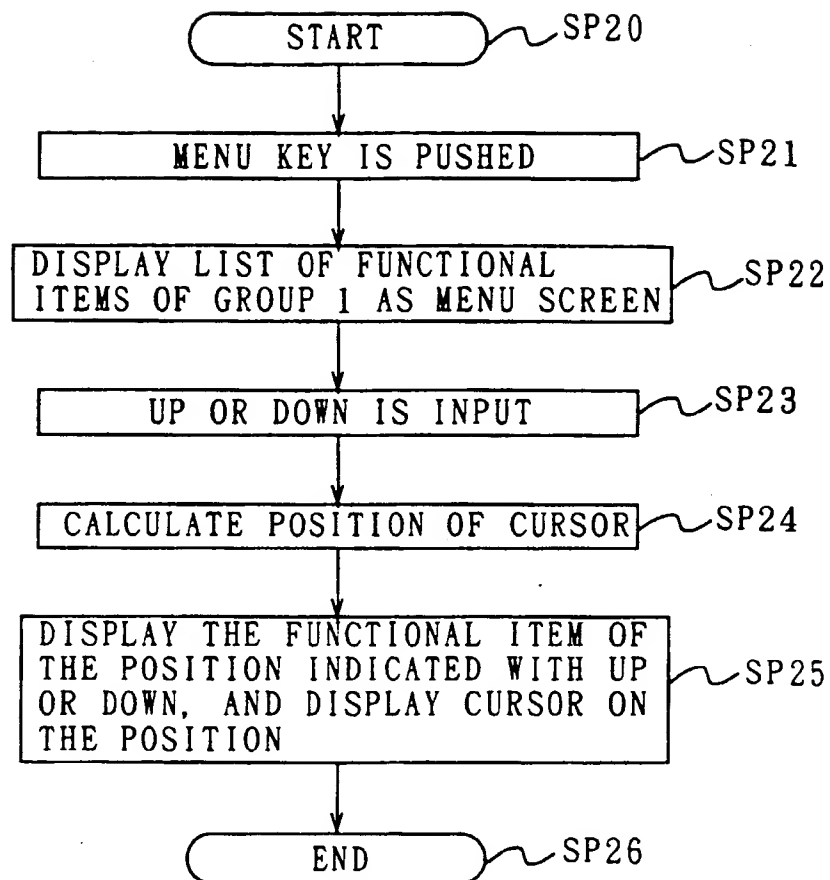 START
SP20
MENU KEY IS PUSHED
SP21
DISPLAY LIST OF FUNCTIONAL
ITEMS OF GROUP 1 AS MENU SCREEN
SP22
UP OR DOWN IS INPUT
SP23
CALCULATE POSITION OF CURSOR
SP24
DISPLAY THE FUNCTIONAL ITEM OF
THE POSITION INDICATED WITH UP
OR DOWN, AND DISPLAY CURSOR ON
THE POSITION
SP25
END
SP26